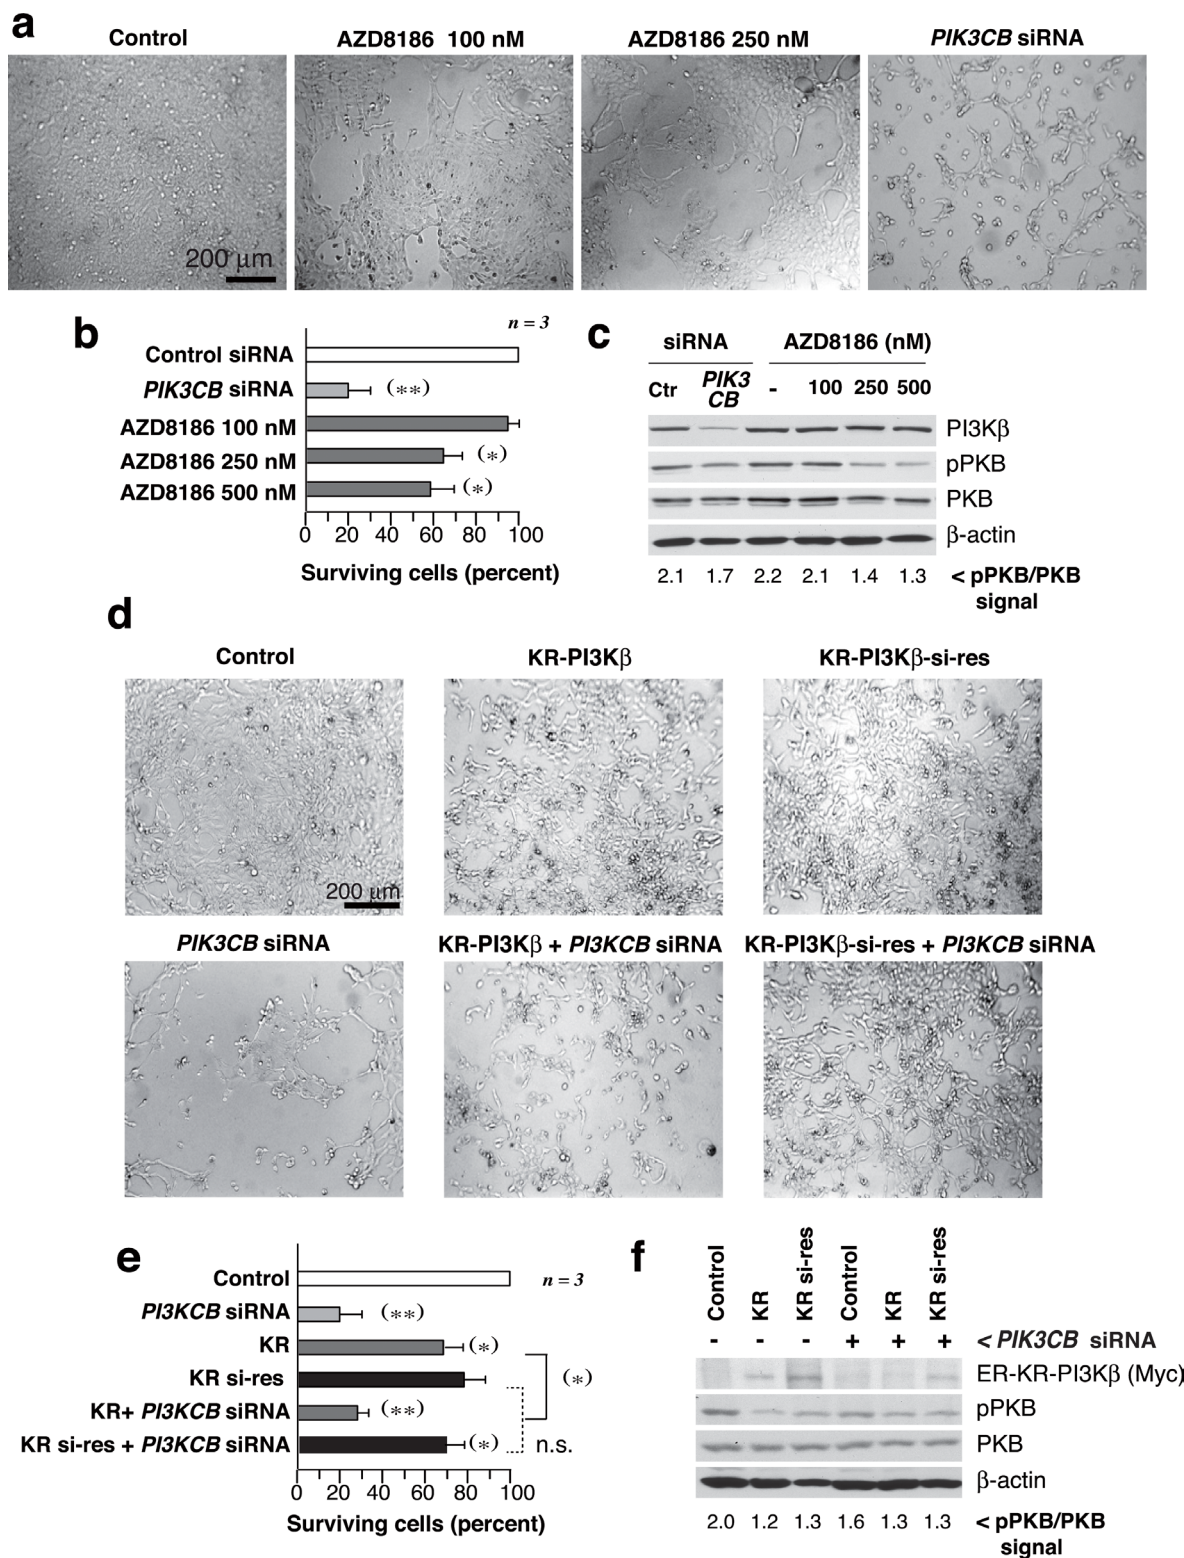 a
Control
AZD8186 100 nM
AZD8186 250 nM
PIK3CB siRNA
200 µm
b
n = 3
Control siRNA
PIK3CB siRNA
(**)
AZD8186 100 nM
AZD8186 250 nM
(*)
AZD8186 500 nM
(*)
0 20 40 60 80 100
Surviving cells (percent)
c
siRNA
AZD8186 (nM)
Ctr
PIK3
CB
- 100 250 500
PI3Kβ
pPKB
PKB
β-actin
2.1 1.7 2.2 2.1 1.4 1.3 < pPKB/PKB
signal
d
Control
KR-PI3Kβ
KR-PI3Kβ-si-res
200 µm
PIK3CB siRNA
KR-PI3Kβ + PI3KCB siRNA
KR-PI3Kβ-si-res + PI3KCB siRNA
e
Control
n = 3
PI3KCB siRNA
(**)
KR
(*)
KR si-res
(*)
KR+ PI3KCB siRNA
(**)
KR si-res + PI3KCB siRNA
(*)
n.s.
0 20 40 60 80 100
Surviving cells (percent)
f
Control
KR
KR si-res
Control
KR
KR si-res
- - - + + + < PIK3CB siRNA
ER-KR-PI3Kβ (Myc)
pPKB
PKB
β-actin
2.0 1.2 1.3 1.6 1.3 1.3 < pPKB/PKB
signal